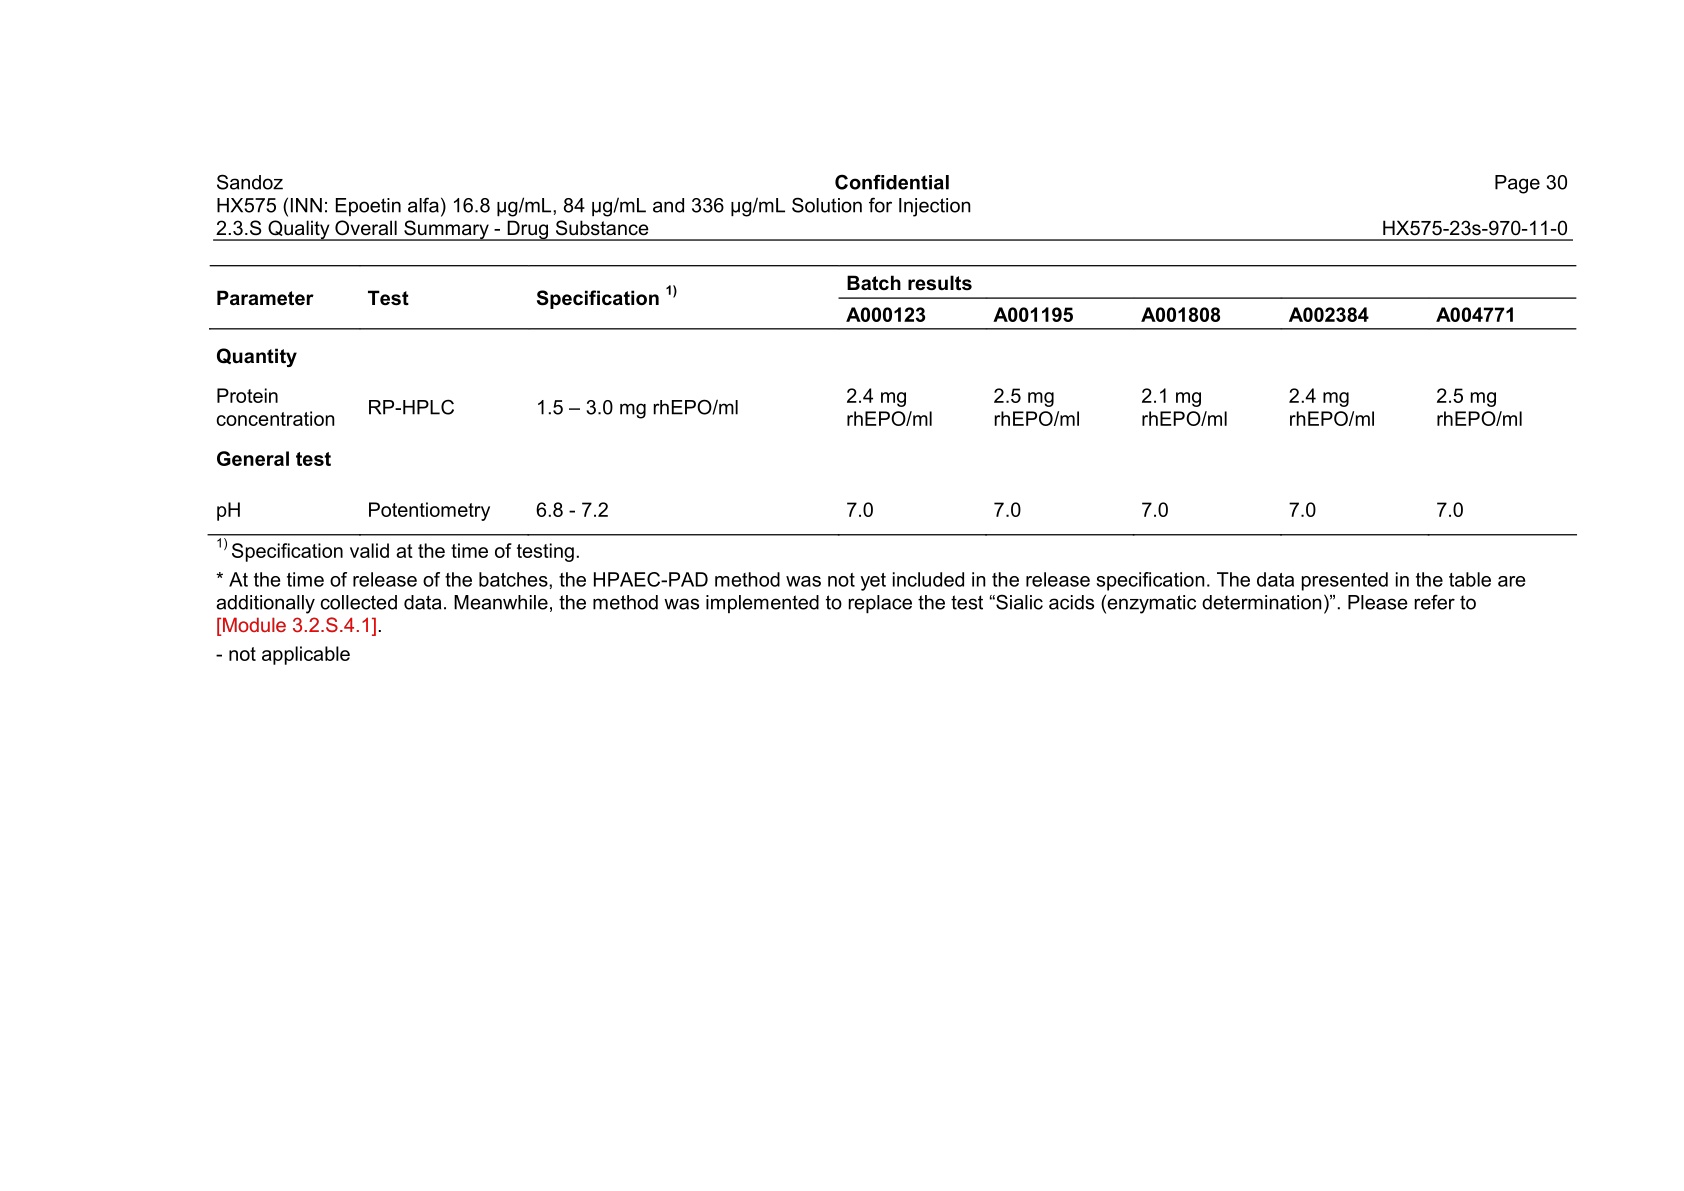 Sandoz Confidential Page 30
HX575 (INN: Epoetin alfa) 16.8 µg/mL, 84 µg/mL and 336 µg/mL Solution for Injection
2.3.S Quality Overall Summary - Drug Substance HX575-23s-970-11-0
Parameter Test Specification 1) Batch results
A000123 A001195 A001808 A002384 A004771
Quantity
Protein concentration RP-HPLC 1.5 – 3.0 mg rhEPO/ml 2.4 mg rhEPO/ml 2.5 mg rhEPO/ml 2.1 mg rhEPO/ml 2.4 mg rhEPO/ml 2.5 mg rhEPO/ml
General test
pH Potentiometry 6.8 - 7.2 7.0 7.0 7.0 7.0 7.0
1) Specification valid at the time of testing.
* At the time of release of the batches, the HPAEC-PAD method was not yet included in the release specification. The data presented in the table are
additionally collected data. Meanwhile, the method was implemented to replace the test “Sialic acids (enzymatic determination)”. Please refer to
[Module 3.2.S.4.1].
- not applicable